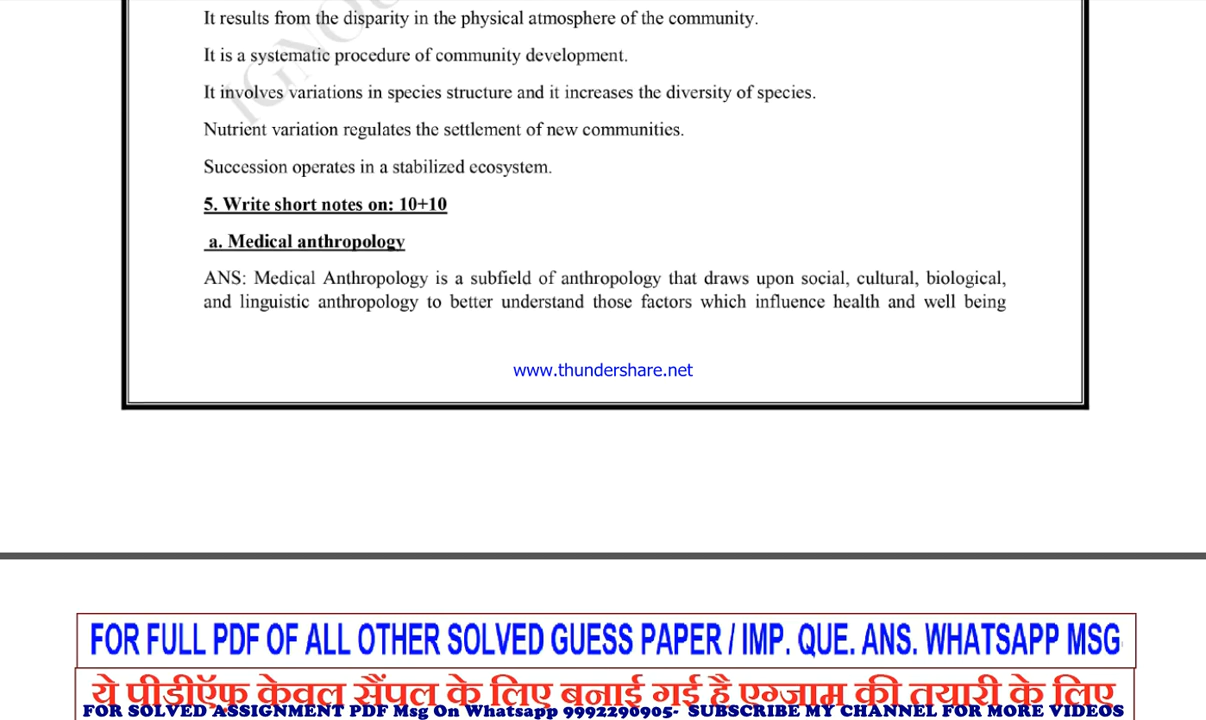 It results from the disparity in the physical atmosphere of the community.
It is a systematic procedure of community development.
It involves variations in species structure and it increases the diversity of species.
Nutrient variation regulates the settlement of new communities.
Succession operates in a stabilized ecosystem.
5. Write short notes on: 10+10
a. Medical anthropology
ANS: Medical Anthropology is a subfield of anthropology that draws upon social, cultural, biological,
and linguistic anthropology to better understand those factors which influence health and well being
www.thundershare.net
FOR FULL PDF OF ALL OTHER SOLVED GUESS PAPER / IMP. QUE. ANS. WHATSAPP MSG
ये पीडीऍफ़ केवल सैंपल के लिए बनाई गई है एग्जाम की तयारी के लिए
FOR SOLVED ASSIGNMENT PDF Msg On Whatsapp 9992290905- SUBSCRIBE MY CHANNEL FOR MORE VIDEOS